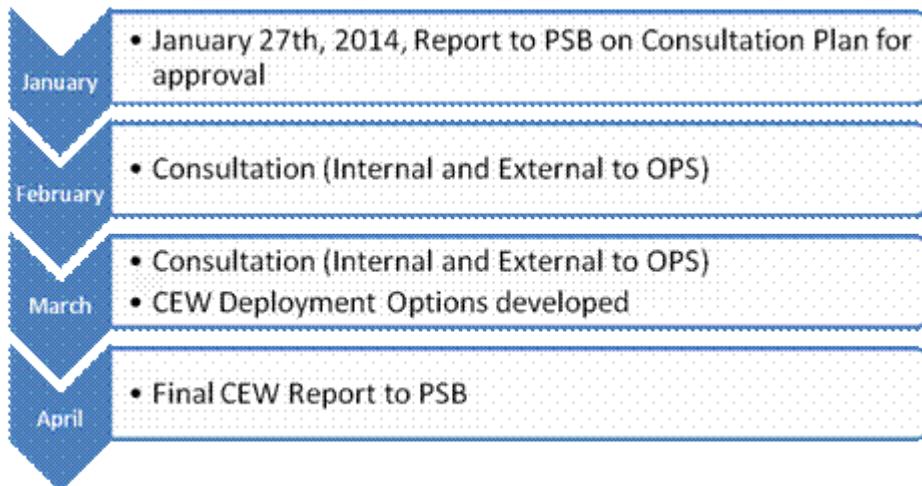 January
• January 27th, 2014, Report to PSB on Consultation Plan for
approval
February
• Consultation (Internal and External to OPS)
March
• Consultation (Internal and External to OPS)
• CEW Deployment Options developed
April
• Final CEW Report to PSB